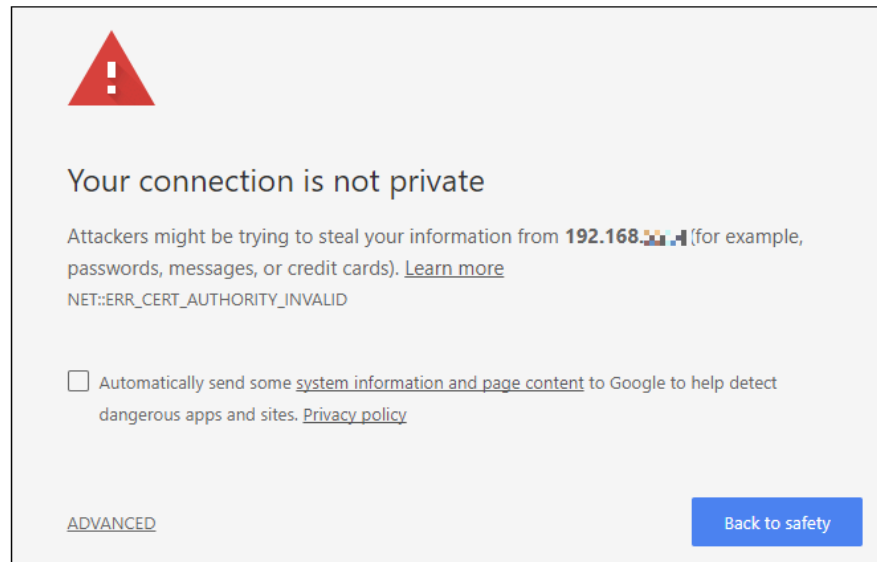 Your connection is not private
Attackers might be trying to steal your information from 192.168. (for example,
passwords, messages, or credit cards). Learn more
NET::ERR_CERT_AUTHORITY_INVALID
Automatically send some system information and page content to Google to help detect
dangerous apps and sites. Privacy policy
ADVANCED
Back to safety